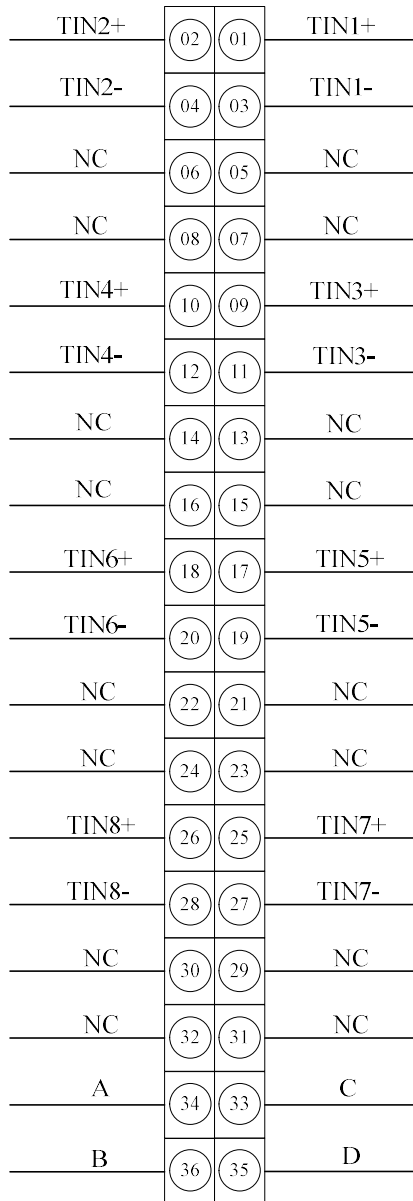 TIN2+ 02 01 TIN1+
TIN2- 04 03 TIN1-
NC 06 05 NC
NC 08 07 NC
TIN4+ 10 09 TIN3+
TIN4- 12 11 TIN3-
NC 14 13 NC
NC 16 15 NC
TIN6+ 18 17 TIN5+
TIN6- 20 19 TIN5-
NC 22 21 NC
NC 24 23 NC
TIN8+ 26 25 TIN7+
TIN8- 28 27 TIN7-
NC 30 29 NC
NC 32 31 NC
A 34 33 C
B 36 35 D